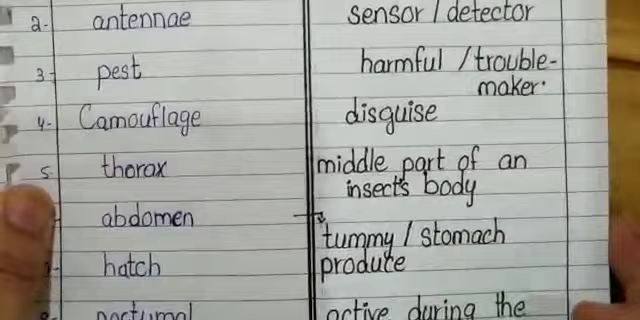 2- antennae sensor / detector
3- pest harmful / trouble-
maker.
4- Camouflage disguise
5- thorax middle part of an
insect's body
abdomen tummy / stomach
hatch produce
nocturnal active during the